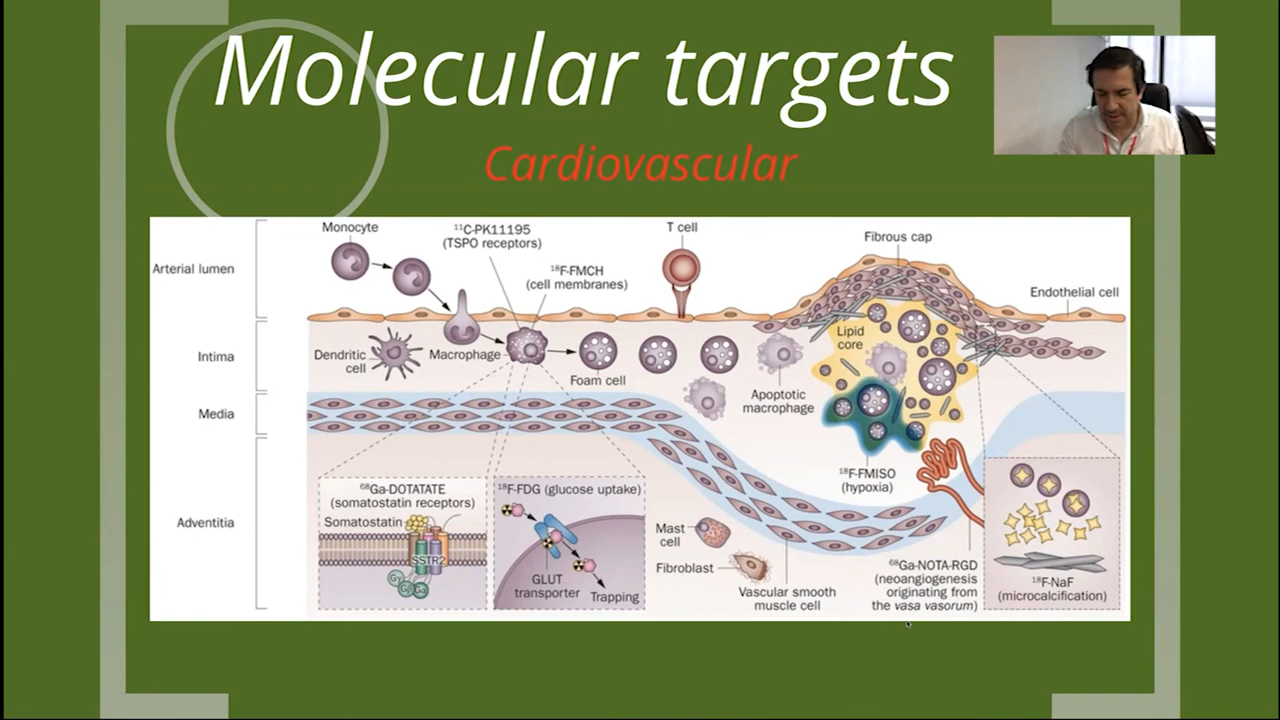 Molecular targets
Cardiovascular
Monocyte
¹¹C-PK11195
(TSPO receptors)
T cell
Fibrous cap
Arterial lumen
¹⁸F-FMCH
(cell membranes)
Endothelial cell
Intima
Dendritic
cell
Macrophage
Foam cell
Lipid
core
Apoptotic
macrophage
Media
¹⁸F-FMISO
(hypoxia)
Adventitia
⁶⁸Ga-DOTATATE
(somatostatin receptors)
Somatostatin
SSTR2
Gγ
Gβ
Gα
¹⁸F-FDG (glucose uptake)
GLUT
transporter
Trapping
Mast
cell
Fibroblast
Vascular smooth
muscle cell
⁶⁸Ga-NOTA-RGD
(neoangiogenesis
originating from
the vasa vasorum)
¹⁸F-NaF
(microcalcification)